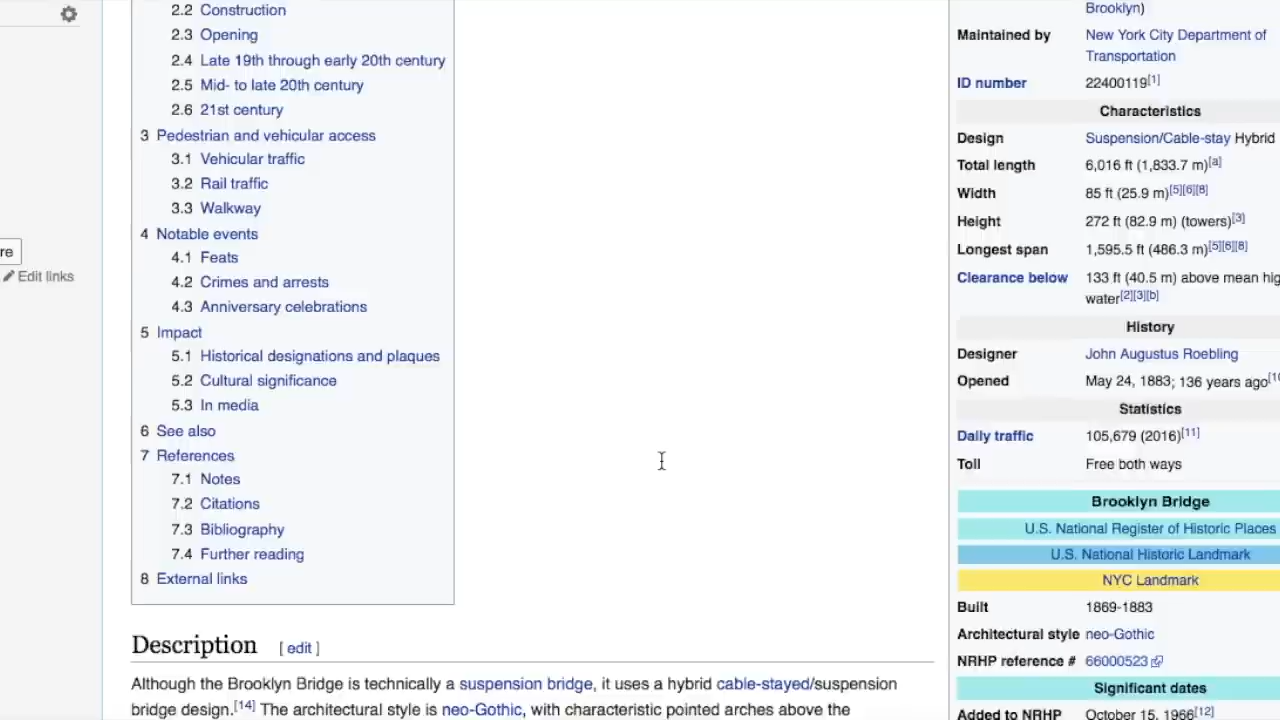 2.2 Construction
2.3 Opening
2.4 Late 19th through early 20th century
2.5 Mid- to late 20th century
2.6 21st century
3 Pedestrian and vehicular access
3.1 Vehicular traffic
3.2 Rail traffic
3.3 Walkway
4 Notable events
4.1 Feats
4.2 Crimes and arrests
4.3 Anniversary celebrations
5 Impact
5.1 Historical designations and plaques
5.2 Cultural significance
5.3 In media
6 See also
7 References
7.1 Notes
7.2 Citations
7.3 Bibliography
7.4 Further reading
8 External links
re
Edit links
Description [ edit ]
Although the Brooklyn Bridge is technically a suspension bridge, it uses a hybrid cable-stayed/suspension
bridge design.[14] The architectural style is neo-Gothic, with characteristic pointed arches above the
Brooklyn)
Maintained by New York City Department of
Transportation
ID number 22400119[1]
Characteristics
Design Suspension/Cable-stay Hybrid
Total length 6,016 ft (1,833.7 m)[a]
Width 85 ft (25.9 m)[5][6][8]
Height 272 ft (82.9 m) (towers)[3]
Longest span 1,595.5 ft (486.3 m)[5][6][8]
Clearance below 133 ft (40.5 m) above mean hig
water[2][3][b]
History
Designer John Augustus Roebling
Opened May 24, 1883; 136 years ago[10
Statistics
Daily traffic 105,679 (2016)[11]
Toll Free both ways
Brooklyn Bridge
U.S. National Register of Historic Places
U.S. National Historic Landmark
NYC Landmark
Built 1869-1883
Architectural style neo-Gothic
NRHP reference # 66000523
Significant dates
Added to NRHP October 15, 1966[12]